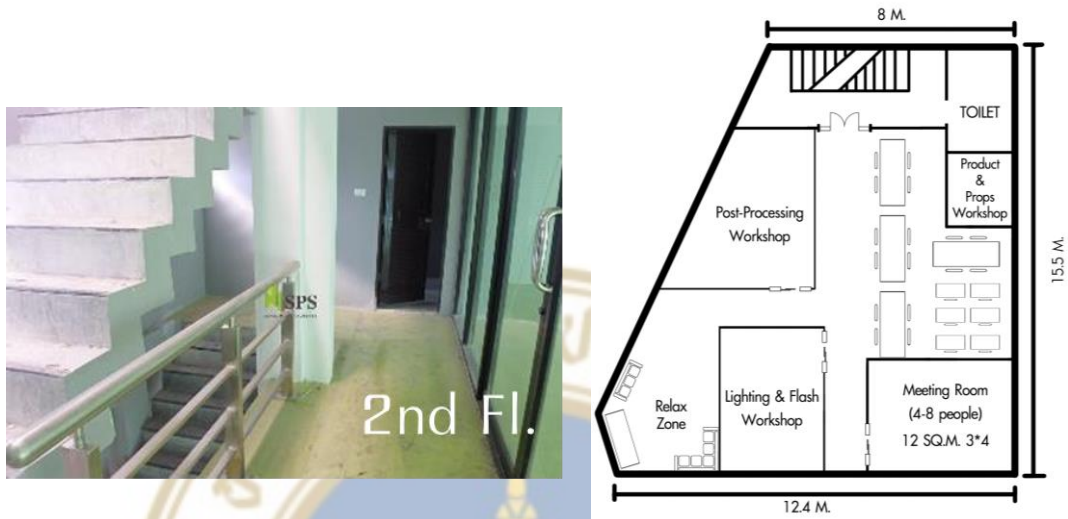 SPS
2nd Fl.
8 M.
TOILET
Product
&
Props
Workshop
Post-Processing
Workshop
15.5 M.
Relax
Zone
Lighting & Flash
Workshop
Meeting Room
(4-8 people)
12 SQ.M. 3*4
12.4 M.